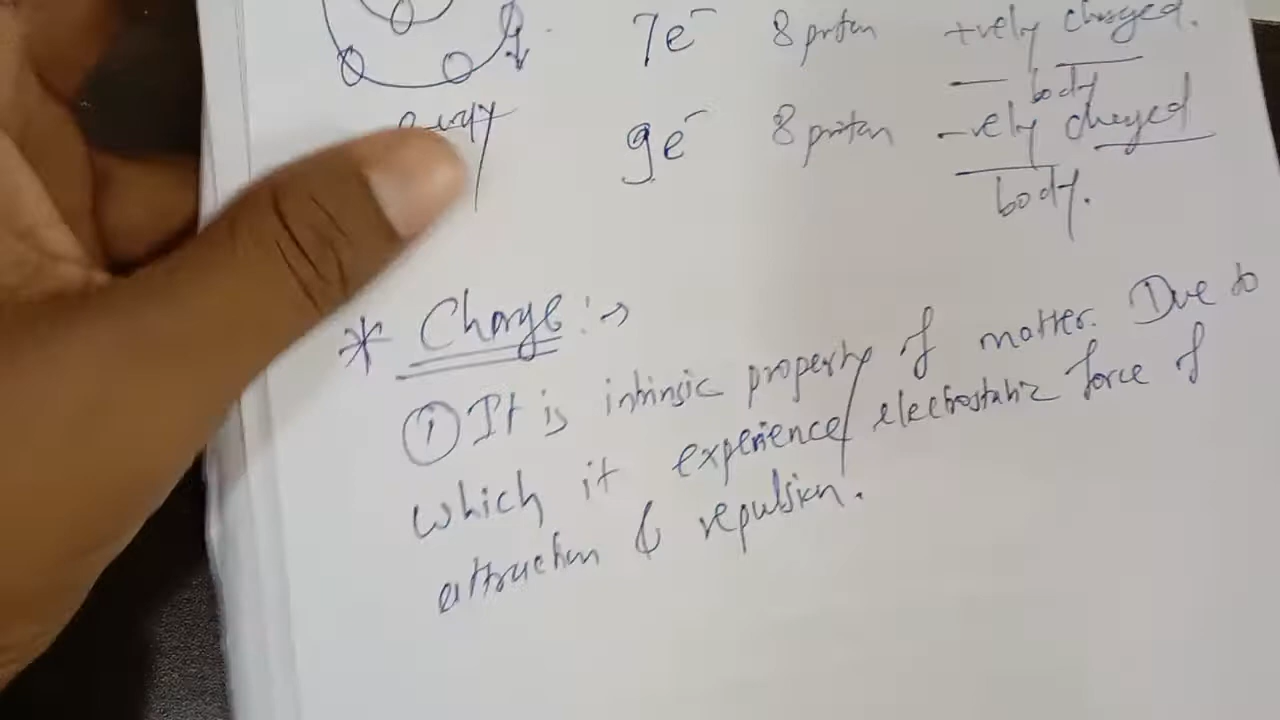 7e⁻ 8 proton +vely charged.
body
9e⁻ 8 proton -vely charged
body.
* Charge :→
① It is intrinsic property of matter. Due to
which it experience electrostatic force of
attraction & repulsion.